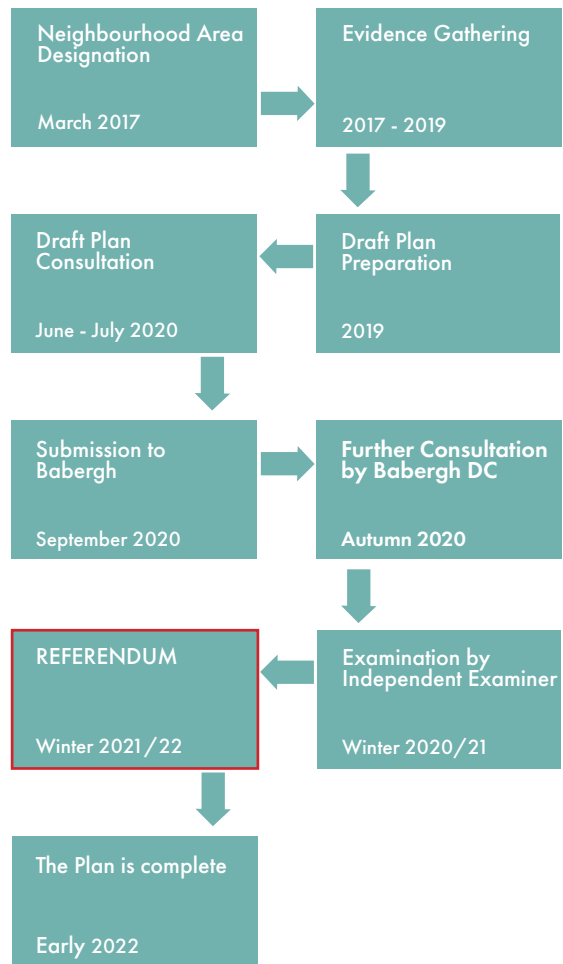 Neighbourhood Area
Designation
March 2017
Evidence Gathering
2017 - 2019
Draft Plan
Preparation
2019
Draft Plan
Consultation
June - July 2020
Submission to
Babergh
September 2020
Further Consultation
by Babergh DC
Autumn 2020
Examination by
Independent Examiner
Winter 2020/21
REFERENDUM
Winter 2021/22
The Plan is complete
Early 2022